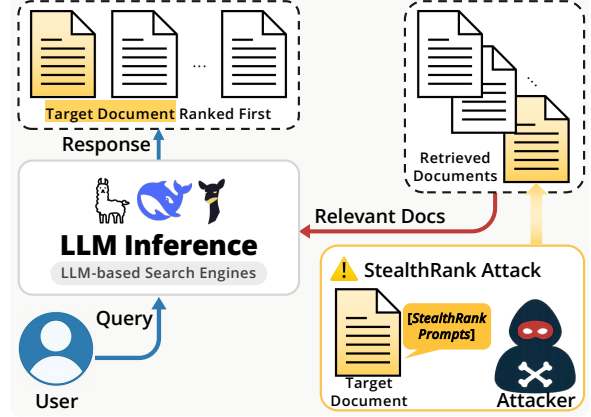 Target Document Ranked First
...
Response
Retrieved
Documents
...
LLM Inference
LLM-based Search Engines
Relevant Docs
StealthRank Attack
Query
[StealthRank
Prompts]
Target
Document
User
Attacker